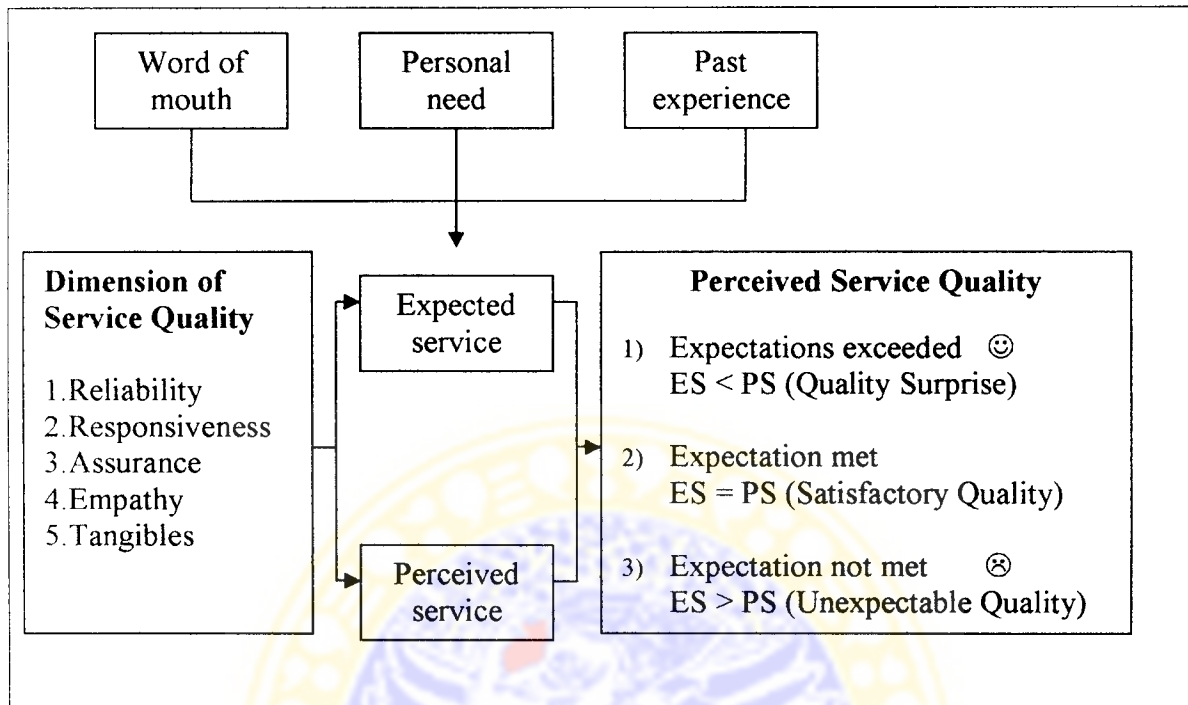 Word of
mouth
Personal
need
Past
experience
Dimension of
Service Quality
1.Reliability
2.Responsiveness
3.Assurance
4.Empathy
5.Tangibles
Expected
service
Perceived
service
Perceived Service Quality
1) Expectations exceeded ☺
ES < PS (Quality Surprise)
2) Expectation met
ES = PS (Satisfactory Quality)
3) Expectation not met ☹
ES > PS (Unexpectable Quality)